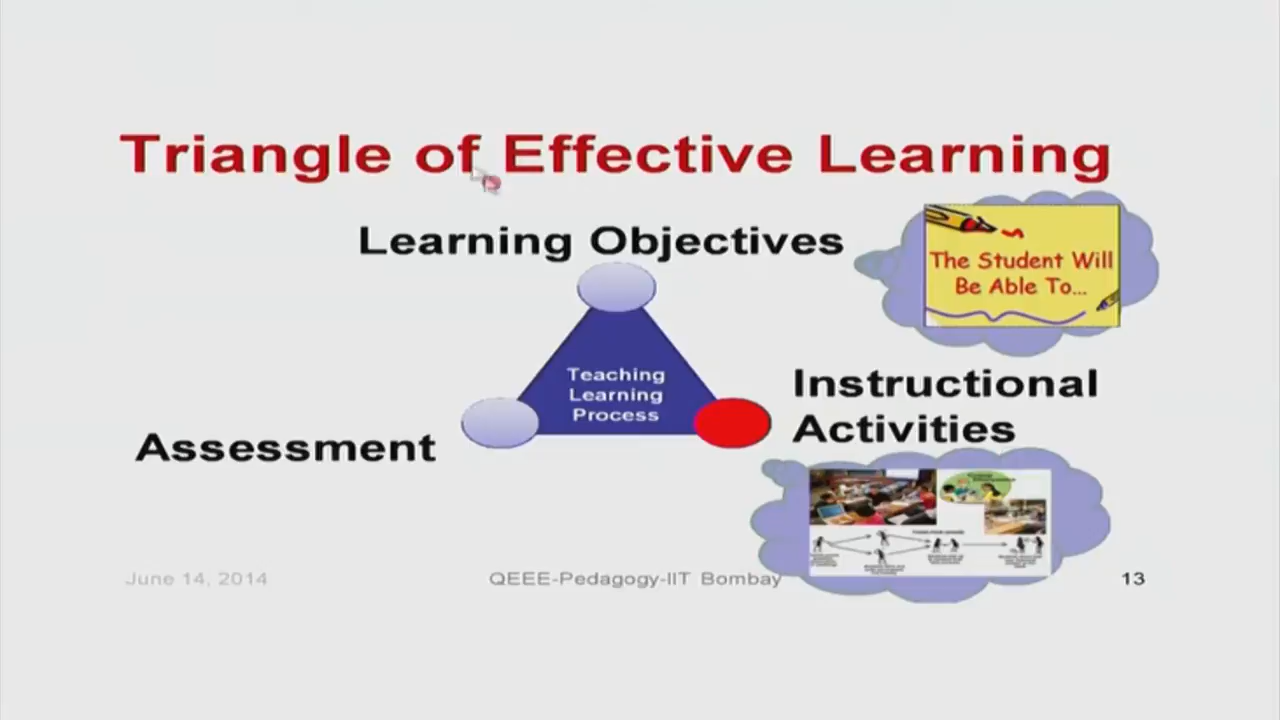 Triangle of Effective Learning
Learning Objectives
The Student Will
Be Able To...
Teaching
Learning
Process
Instructional
Activities
Assessment
June 14, 2014
QEEE-Pedagogy-IIT Bombay
13